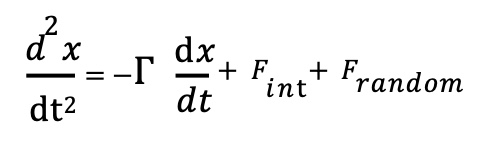 d²x/dt² = −Γ dx/dt + F_int + F_random